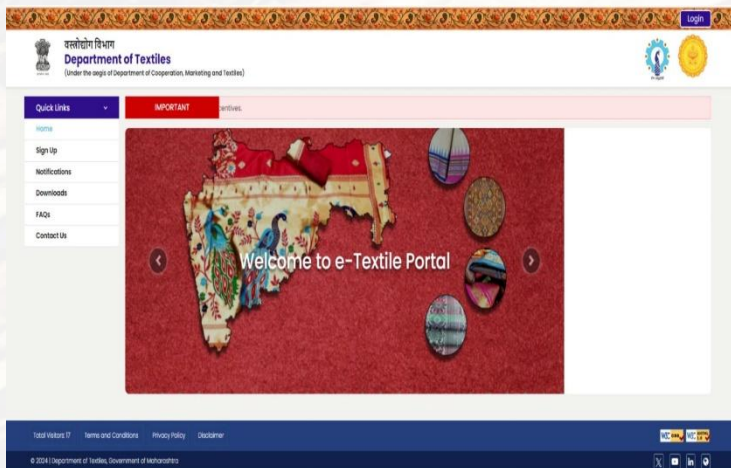 Login
वस्त्रोद्योग विभाग
Department of Textiles
(Under the aegis of Department of Cooperation, Marketing and Textiles)
Quick Links
IMPORTANT
centives.
Home
Sign Up
Notifications
Downloads
FAQs
Contact Us
Welcome to e-Textile Portal
Total Visitors 17 Terms and Conditions Privacy Policy Disclaimer
© 2024 | Department of Textiles, Government of Maharashtra